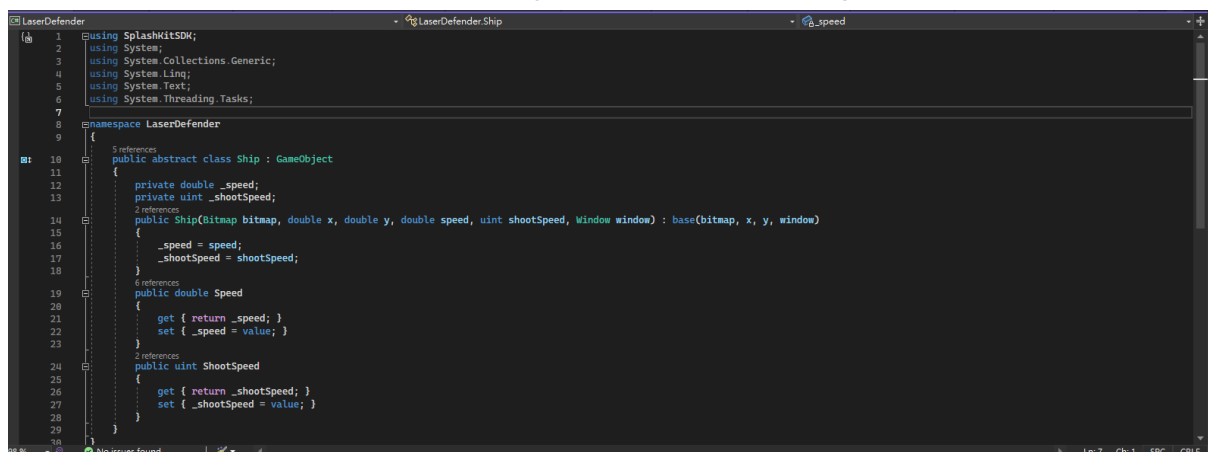 LaserDefender LaserDefender.Ship _speed
1 using SplashKitSDK;
2 using System;
3 using System.Collections.Generic;
4 using System.Linq;
5 using System.Text;
6 using System.Threading.Tasks;
7
8 namespace LaserDefender
9 {
5 references
10 public abstract class Ship : GameObject
11 {
12 private double _speed;
13 private uint _shootSpeed;
2 references
14 public Ship(Bitmap bitmap, double x, double y, double speed, uint shootSpeed, Window window) : base(bitmap, x, y, window)
15 {
16 _speed = speed;
17 _shootSpeed = shootSpeed;
18 }
6 references
19 public double Speed
20 {
21 get { return _speed; }
22 set { _speed = value; }
23 }
2 references
24 public uint ShootSpeed
25 {
26 get { return _shootSpeed; }
27 set { _shootSpeed = value; }
28 }
29 }
30 }
98 % No issues found Ln: 7 Ch: 1 SPC CRLF